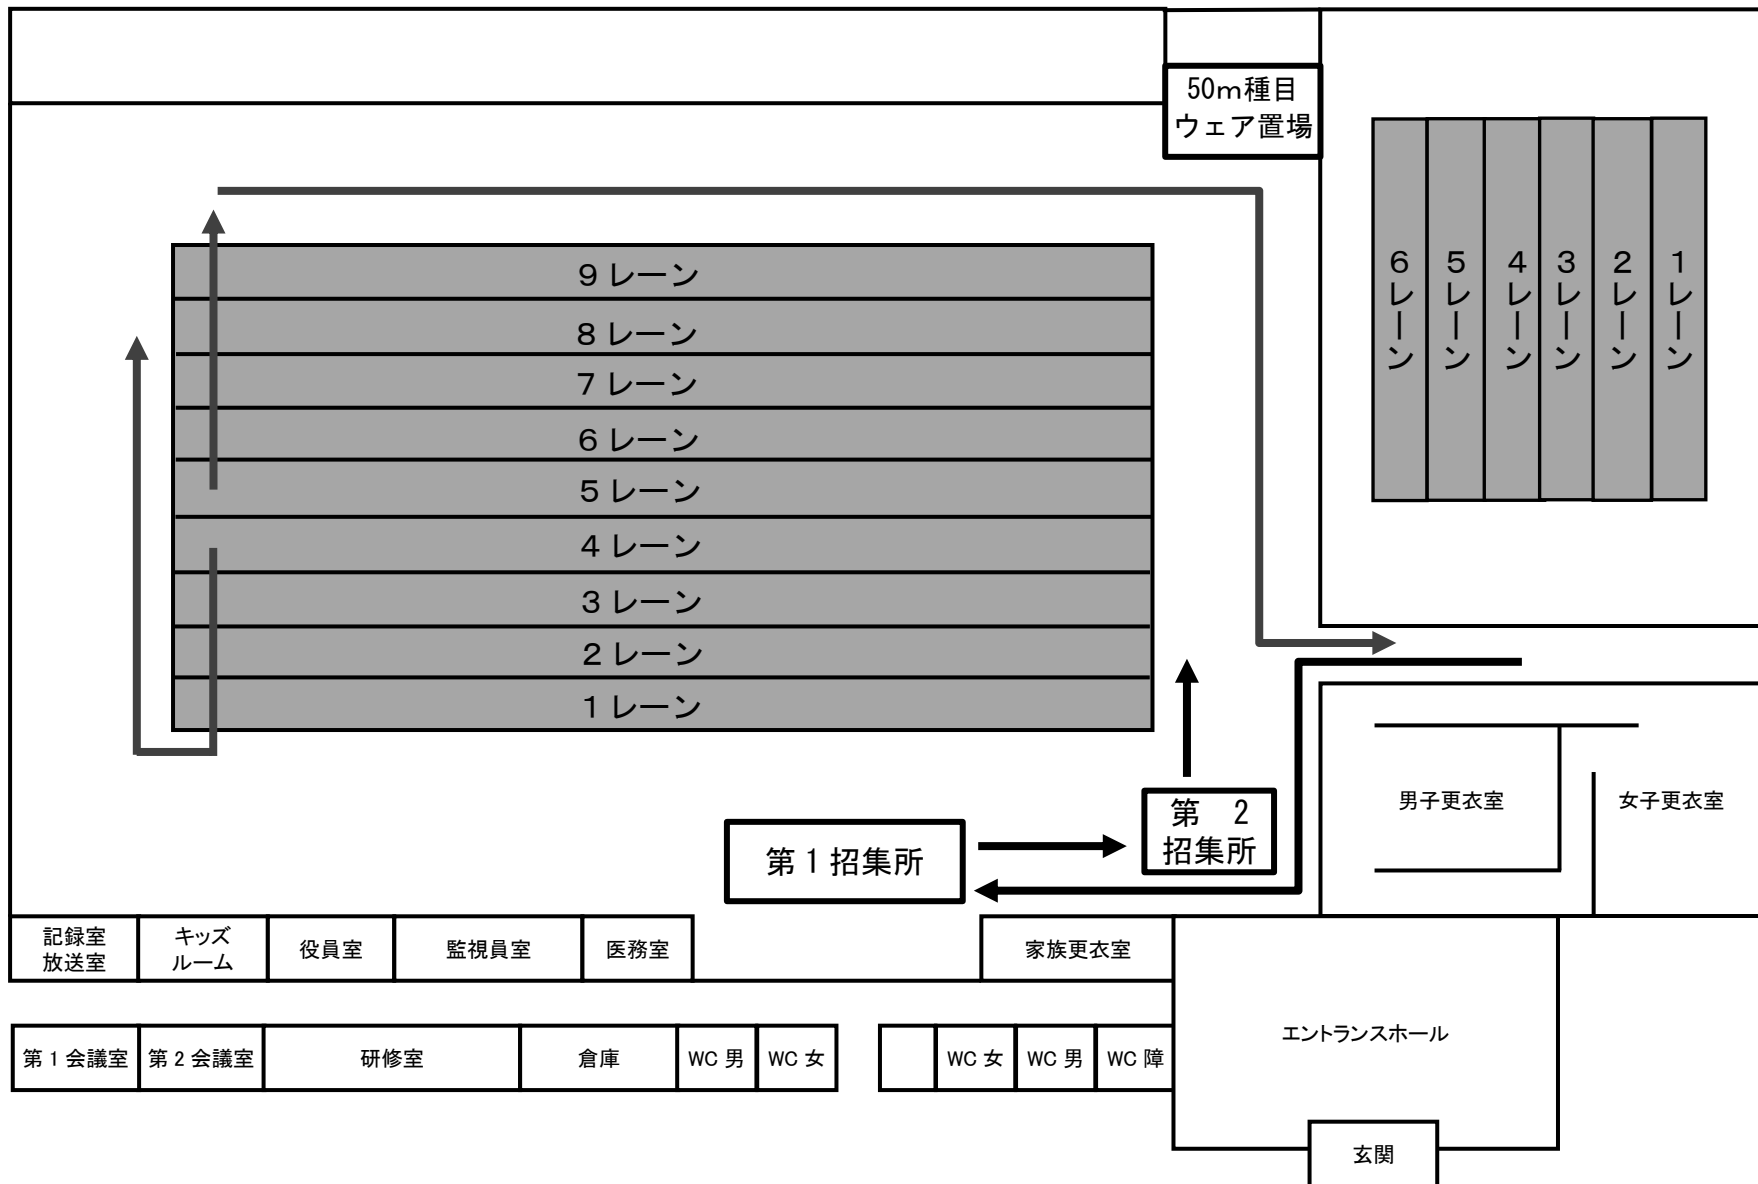 50m種目
ウェア置場
9レーン
8レーン
7レーン
6レーン
5レーン
4レーン
3レーン
2レーン
1レーン
6レーン
5レーン
4レーン
3レーン
2レーン
1レーン
第1招集所
第 2
招集所
男子更衣室
女子更衣室
記録室
放送室
キッズ
ルーム
役員室
監視員室
医務室
家族更衣室
エントランスホール
第1会議室
第2会議室
研修室
倉庫
WC男
WC女
WC女
WC男
WC障
玄関